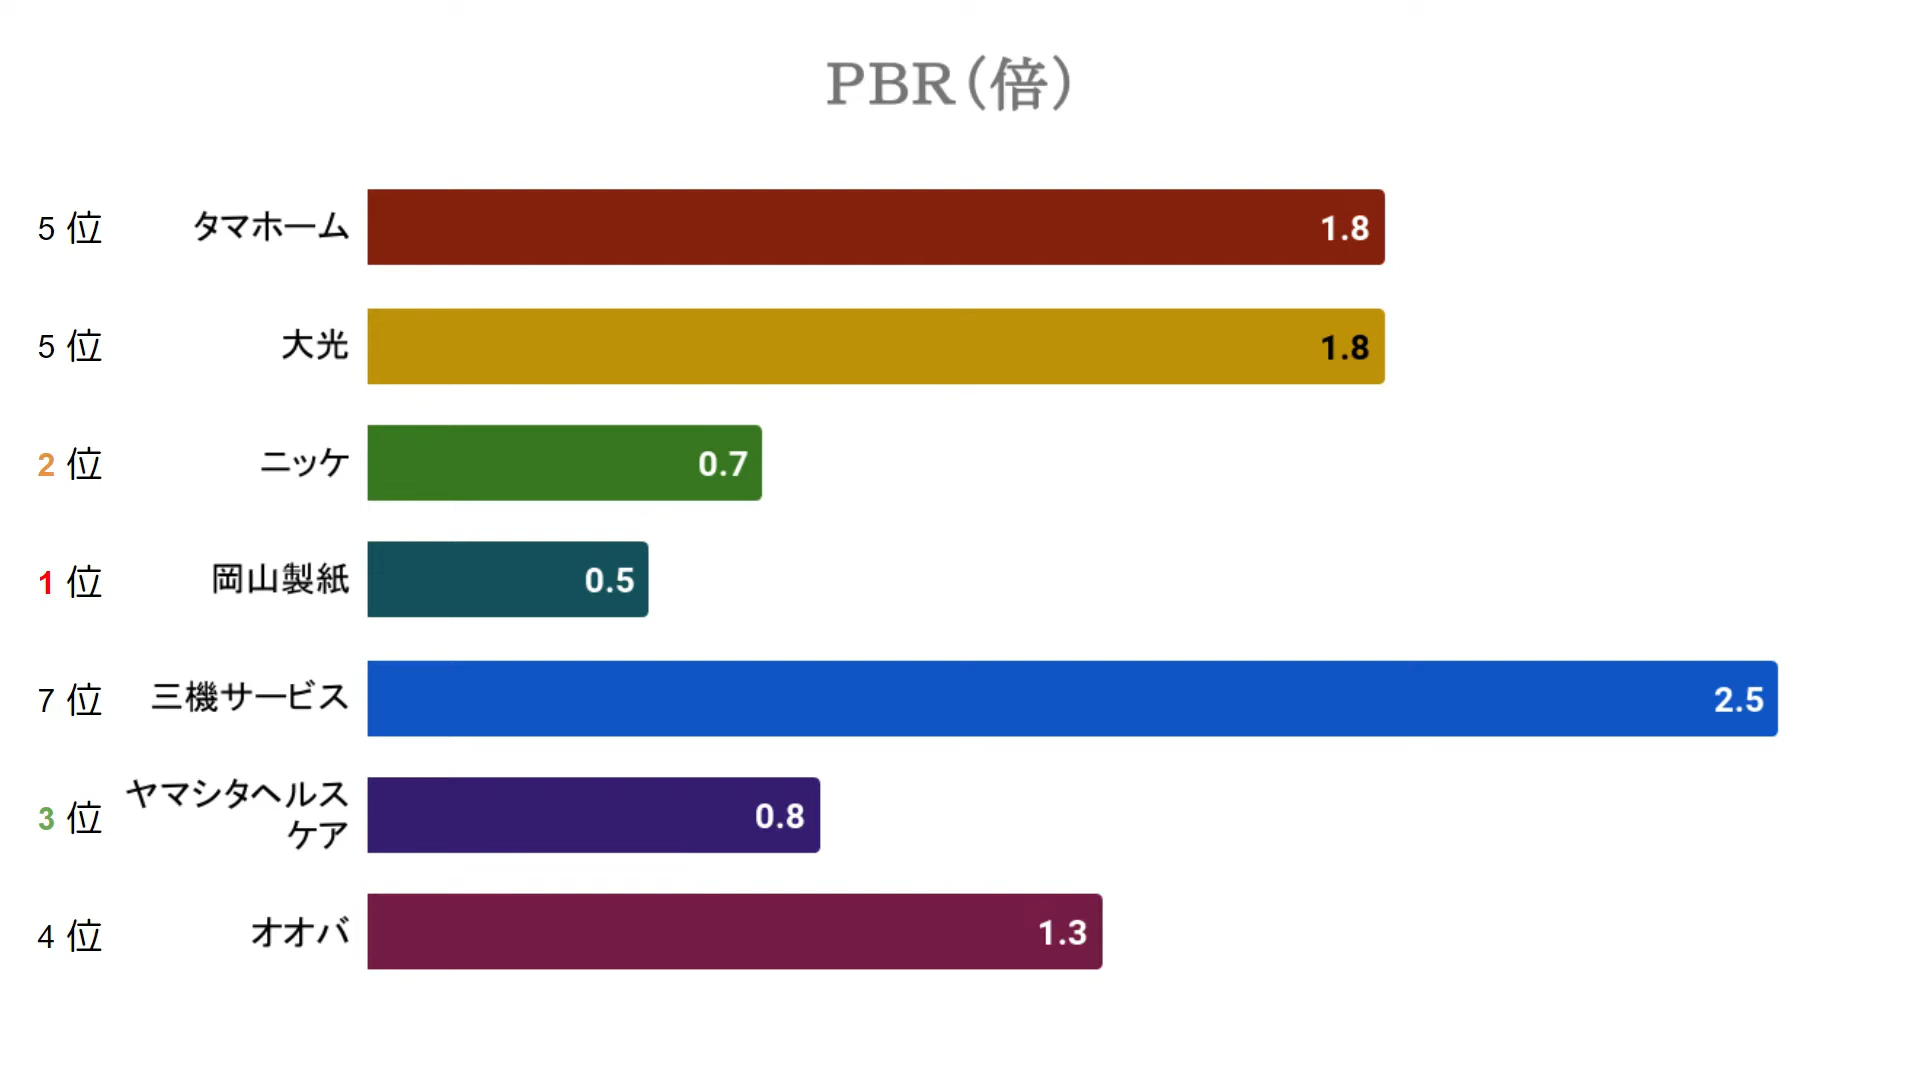 PBR（倍）
5 位 タマホーム 1.8
5 位 大光 1.8
2 位 ニッケ 0.7
1 位 岡山製紙 0.5
7 位 三機サービス 2.5
3 位 ヤマシタヘルス
ケア 0.8
4 位 オオバ 1.3